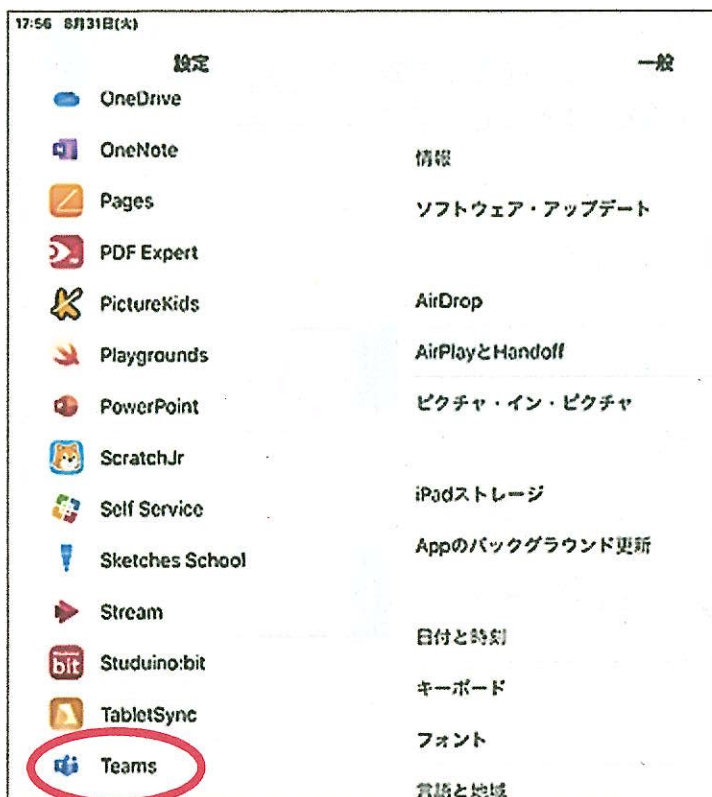 17:56 8月31日(火)
設定
OneDrive
OneNote
Pages
PDF Expert
PictureKids
Playgrounds
PowerPoint
ScratchJr
Self Service
Sketches School
Stream
Studuino:bit
bit
TabletSync
Teams
一般
情報
ソフトウェア・アップデート
AirDrop
AirPlayとHandoff
ピクチャ・イン・ピクチャ
iPadストレージ
Appのバックグラウンド更新
日付と時刻
キーボード
フォント
言語と地域